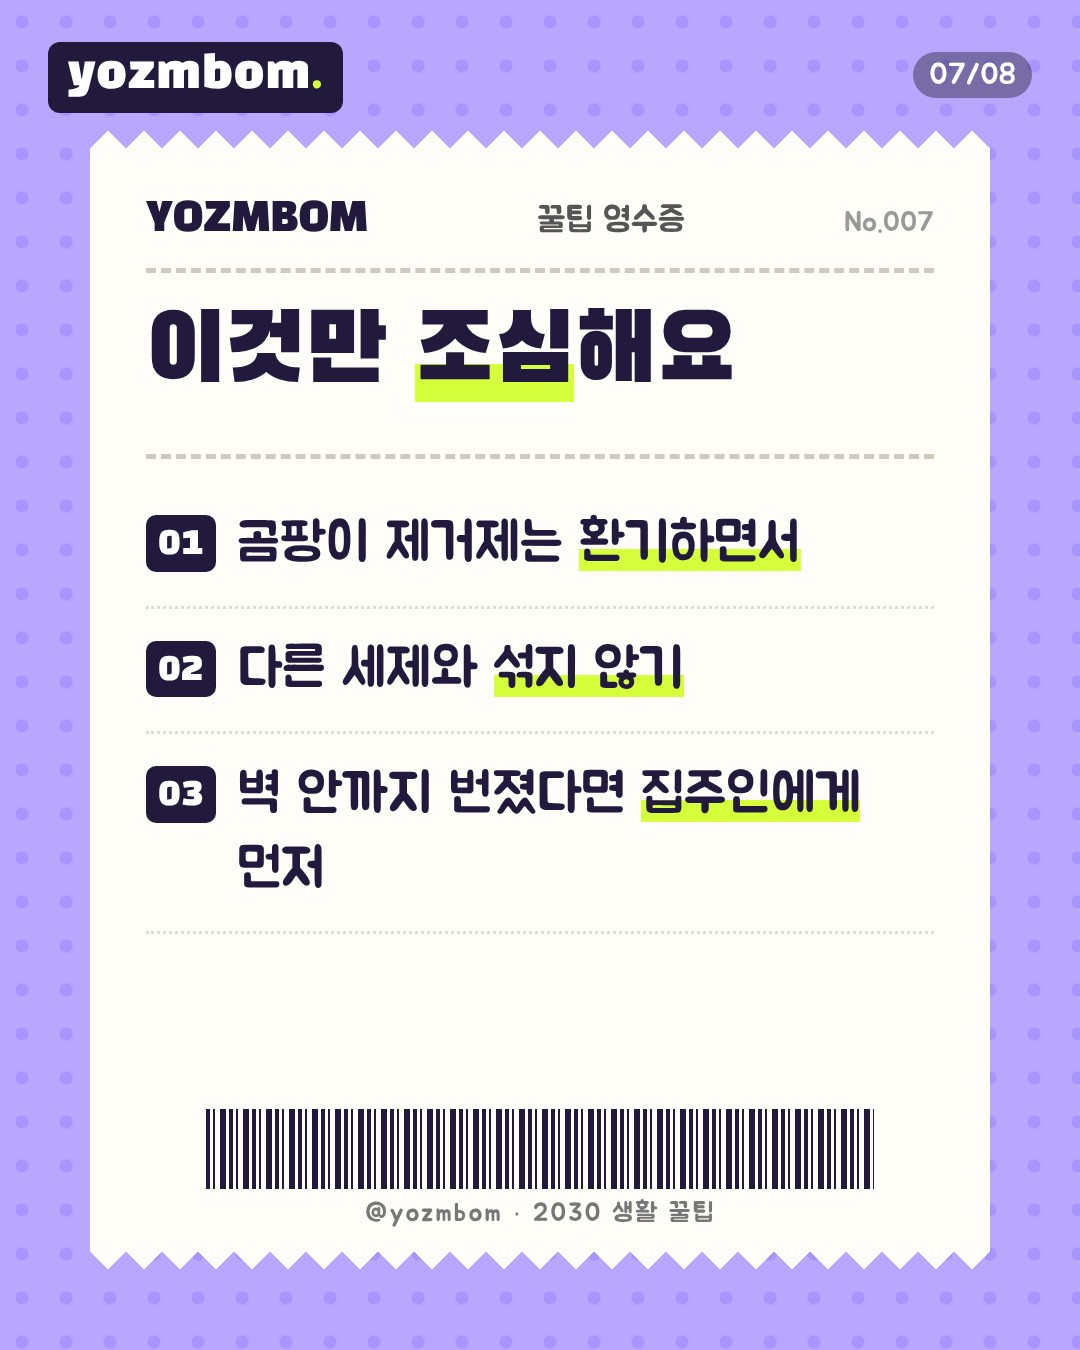 yozmbom.
07/08
YOZMBOM 꿀팁 영수증 No.007
이것만 조심해요
01 곰팡이 제거제는 환기하면서
02 다른 세제와 섞지 않기
03 벽 안까지 번졌다면 집주인에게
먼저
@yozmbom · 2030 생활 꿀팁